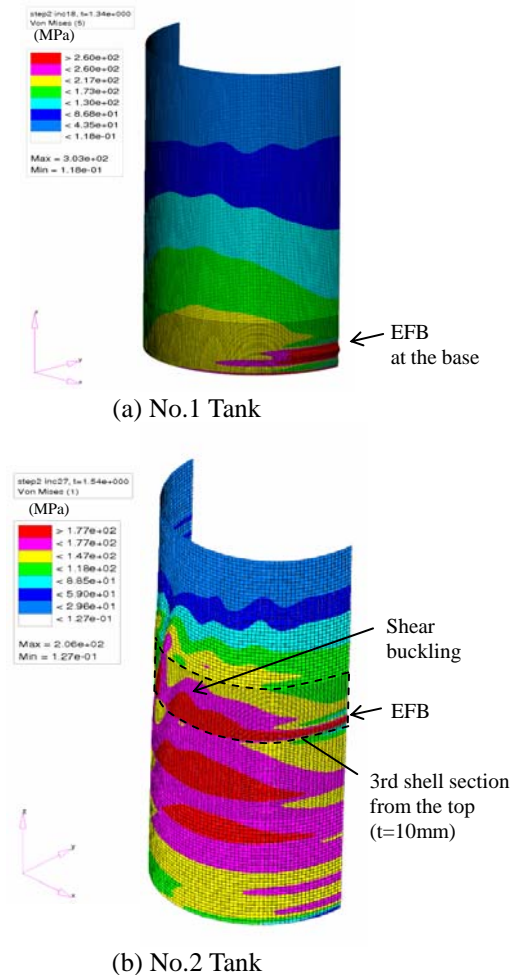 step2 inc18, t=1.34e+000
Von Mises (5)
(MPa)
> 2.60e+02
< 2.60e+02
< 2.17e+02
< 1.73e+02
< 1.30e+02
< 8.68e+01
< 4.35e+01
< 1.18e-01
Max = 3.03e+02
Min = 1.18e-01
z
y
x
EFB
at the base
(a) No.1 Tank
step2 inc27, t=1.54e+000
Von Mises (1)
(MPa)
> 1.77e+02
< 1.77e+02
< 1.47e+02
< 1.18e+02
< 8.85e+01
< 5.90e+01
< 2.96e+01
< 1.27e-01
Max = 2.06e+02
Min = 1.27e-01
Shear
buckling
EFB
3rd shell section
from the top
(t=10mm)
z
y
x
(b) No.2 Tank